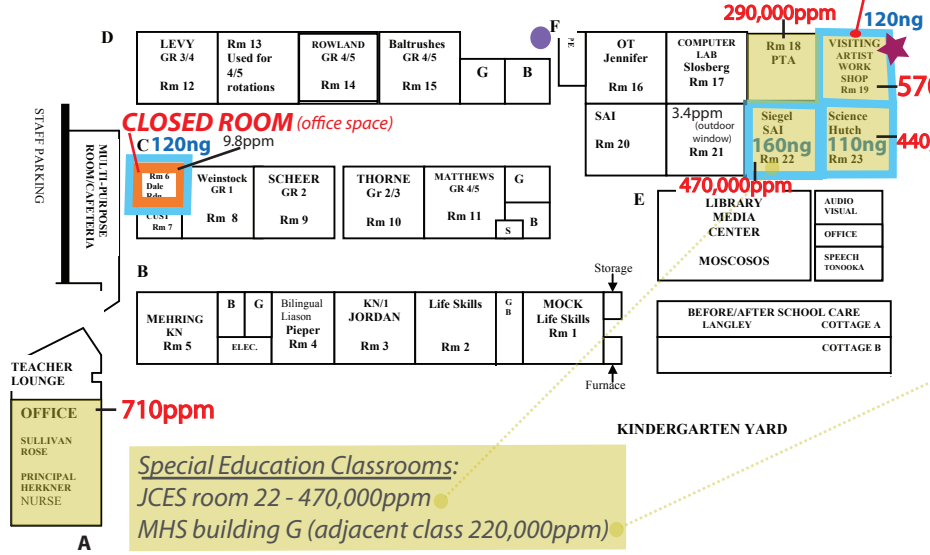 290,000ppm
120ng
D
F
LEVY
GR 3/4
Rm 12
Rm 13
Used for
4/5
rotations
ROWLAND
GR 4/5
Rm 14
Baltrushes
GR 4/5
Rm 15
G
B
PE
OT
Jennifer
Rm 16
COMPUTER
LAB
Slosberg
Rm 17
Rm 18
PTA
VISITING
ARTIST
WORK
SHOP
Rm 19
570
STAFF PARKING
MULTI-PURPOSE
ROOM/CAFETERIA
CLOSED ROOM (office space)
C 120ng
9.8ppm
Rm 6
Dale
Rdg
CUST
Rm 7
Weinstock
GR 1
Rm 8
SCHEER
GR 2
Rm 9
THORNE
Gr 2/3
Rm 10
MATTHEWS
GR 4/5
Rm 11
G
B
S
SAI
Rm 20
3.4ppm
(outdoor
window)
Rm 21
Siegel
SAI
160ng
Rm 22
Science
Hutch
110ng
Rm 23
440
470,000ppm
E
LIBRARY
MEDIA
CENTER
MOSCOSOS
AUDIO
VISUAL
OFFICE
SPEECH
TONOOKA
B
Storage
MEHRING
KN
Rm 5
B
G
ELEC.
Bilingual
Liason
Pieper
Rm 4
KN/1
JORDAN
Rm 3
Life Skills
Rm 2
G
B
MOCK
Life Skills
Rm 1
Furnace
BEFORE/AFTER SCHOOL CARE
LANGLEY COTTAGE A
COTTAGE B
TEACHER
LOUNGE
OFFICE
710ppm
SULLIVAN
ROSE
PRINCIPAL
HERKNER
NURSE
A
KINDERGARTEN YARD
Special Education Classrooms:
JCES room 22 - 470,000ppm
MHS building G (adjacent class 220,000ppm)